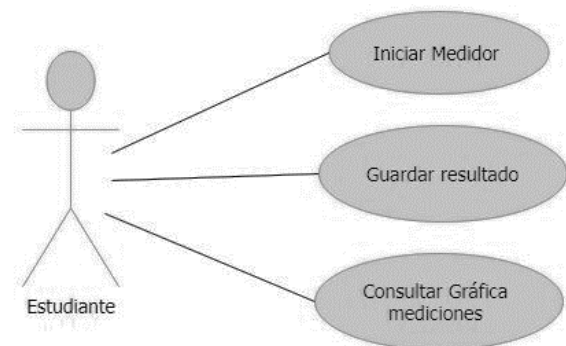 Iniciar Medidor
Guardar resultado
Estudiante
Consultar Gráfica
mediciones